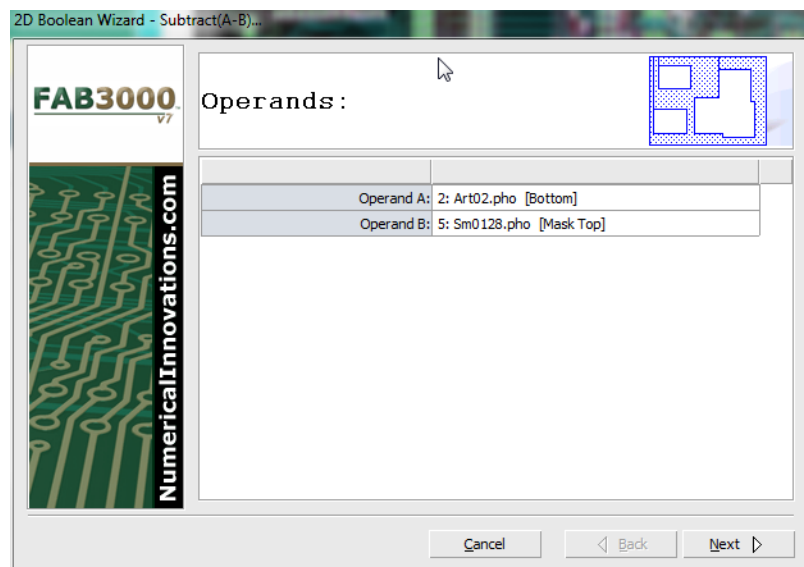 2D Boolean Wizard - Subtract(A-B)...
FAB3000
v7
Operands:
NumericalInnovations.com
Operand A: 2: Art02.pho [Bottom]
Operand B: 5: Sm0128.pho [Mask Top]
Cancel
Back
Next